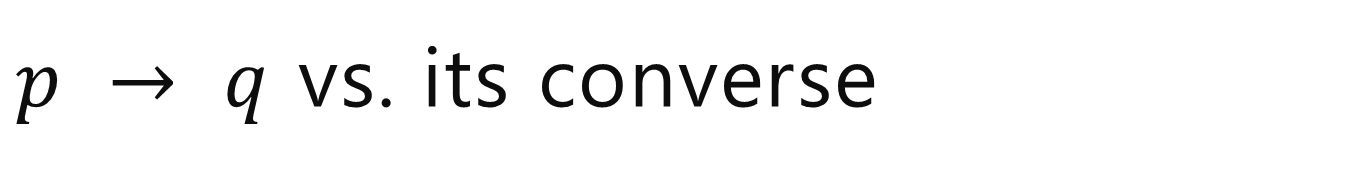 p → q vs. its converse